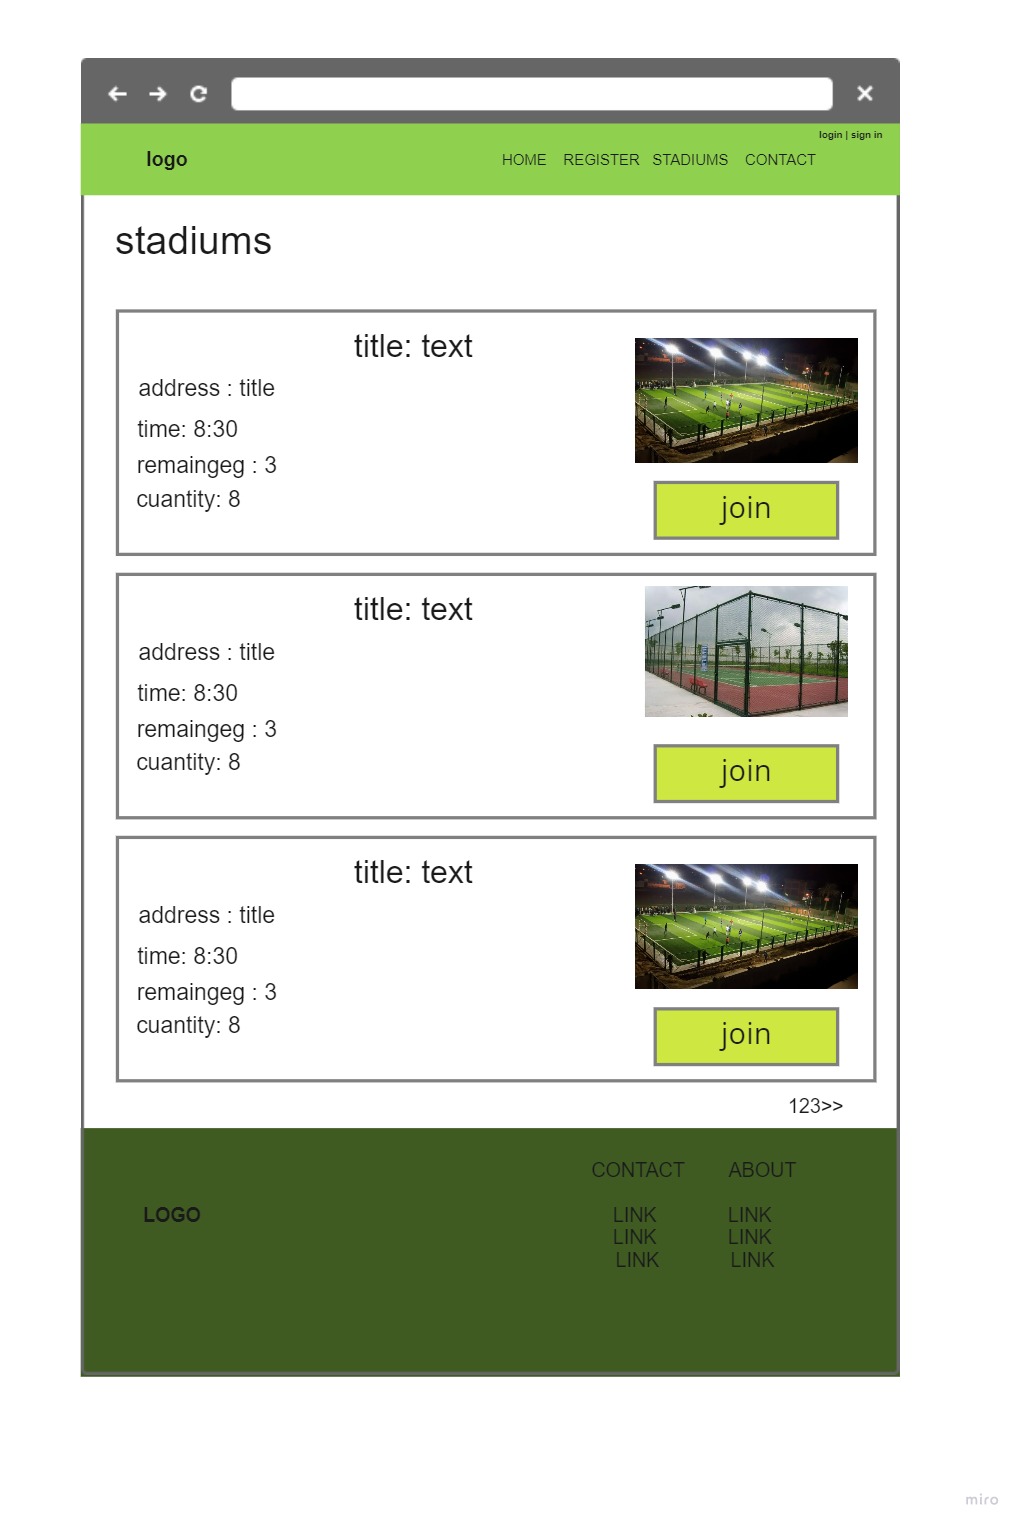 login | sign in
logo
HOME REGISTER STADIUMS CONTACT
stadiums
title: text
address : title
time: 8:30
remaingeg : 3
cuantity: 8
join
title: text
address : title
time: 8:30
remaingeg : 3
cuantity: 8
join
title: text
address : title
time: 8:30
remaingeg : 3
cuantity: 8
join
123>>
CONTACT ABOUT
LOGO
LINK LINK
LINK LINK
LINK LINK
miro